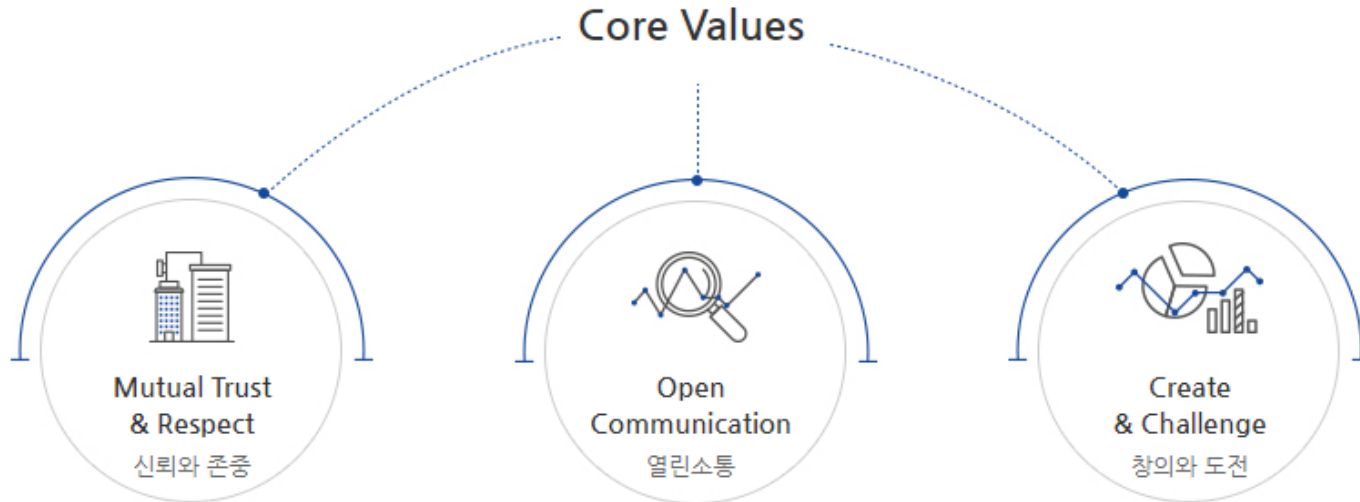 Core Values
Mutual Trust
& Respect
신뢰와 존중
Open
Communication
열린소통
Create
& Challenge
창의와 도전